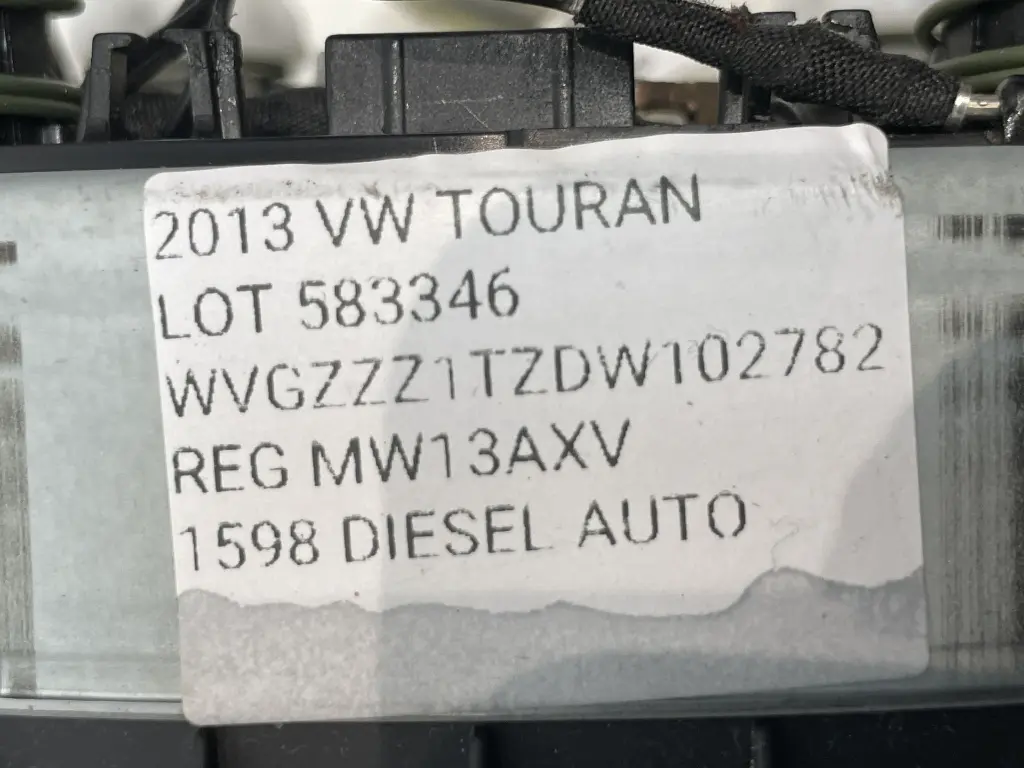 2013 VW TOURAN
LOT 583346
WVGZZZ1TZDW102782
REG MW13AXV
1598 DIESEL AUTO